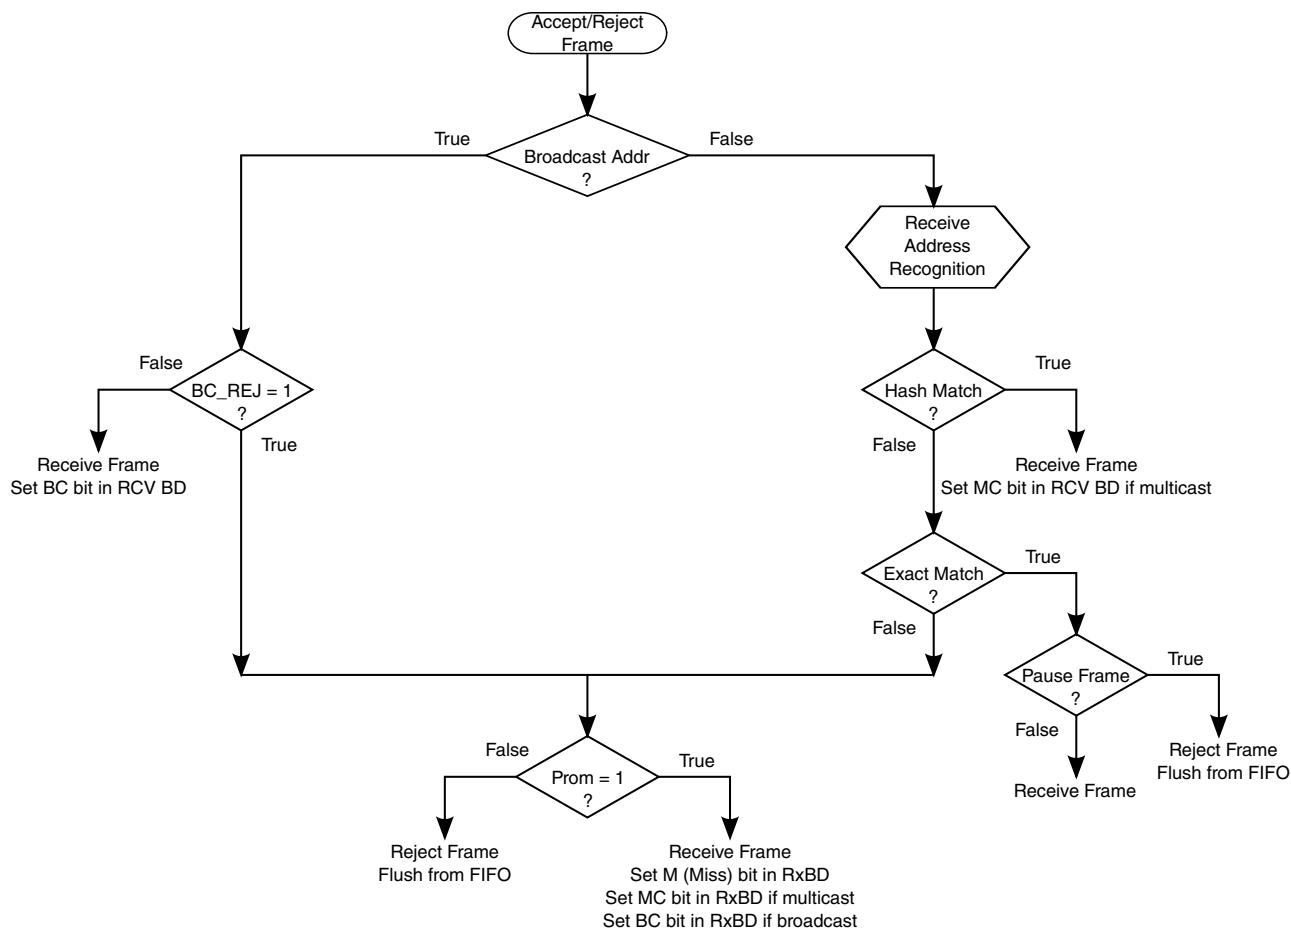 Accept/Reject
Frame
True
False
Broadcast Addr
?
Receive
Address
Recognition
False
BC_REJ = 1
?
True
Receive Frame
Set BC bit in RCV BD
True
Hash Match
?
False
Receive Frame
Set MC bit in RCV BD if multicast
True
Exact Match
?
False
True
Pause Frame
?
False
Receive Frame
Reject Frame
Flush from FIFO
False
True
Prom = 1
?
Reject Frame
Flush from FIFO
Receive Frame
Set M (Miss) bit in RxBD
Set MC bit in RxBD if multicast
Set BC bit in RxBD if broadcast